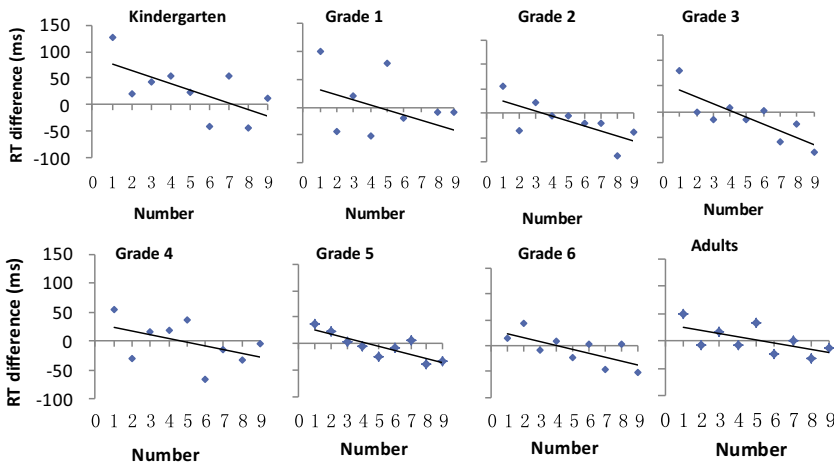 Kindergarten
Grade 1
Grade 2
Grade 3
RT difference (ms)
150
100
50
0
-50
-100
0 1 2 3 4 5 6 7 8 9
0 1 2 3 4 5 6 7 8 9
0 1 2 3 4 5 6 7 8 9
0 1 2 3 4 5 6 7 8 9
Number
Number
Number
Number
Grade 4
Grade 5
Grade 6
Adults
RT difference (ms)
150
100
50
0
-50
-100
0 1 2 3 4 5 6 7 8 9
0 1 2 3 4 5 6 7 8 9
0 1 2 3 4 5 6 7 8 9
0 1 2 3 4 5 6 7 8 9
Number
Number
Number
Number